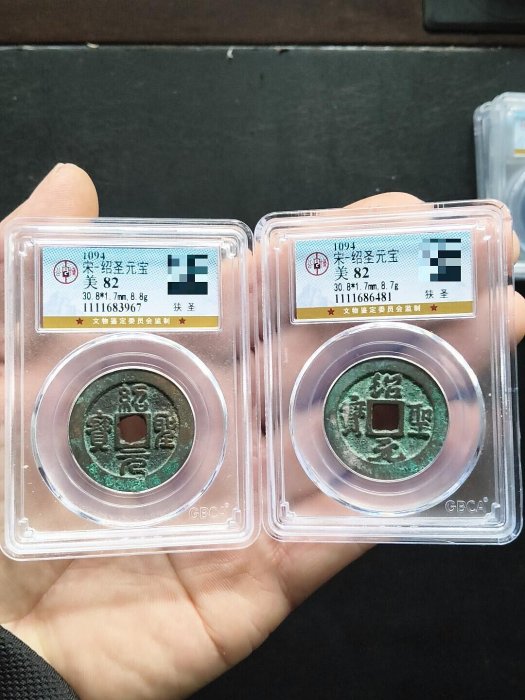 1094
宋-绍圣元宝
美 82
30.8*1.7mm,8.8g
1111683967
狭 圣
★ 文物鉴定委员会监制 ★
紹聖元寶
GBCA
1094
宋-绍圣元宝
美 82
30.8*1.7mm,8.7g
1111686481
狭 圣
★ 文物鉴定委员会监制 ★
紹聖元寶
GBCA